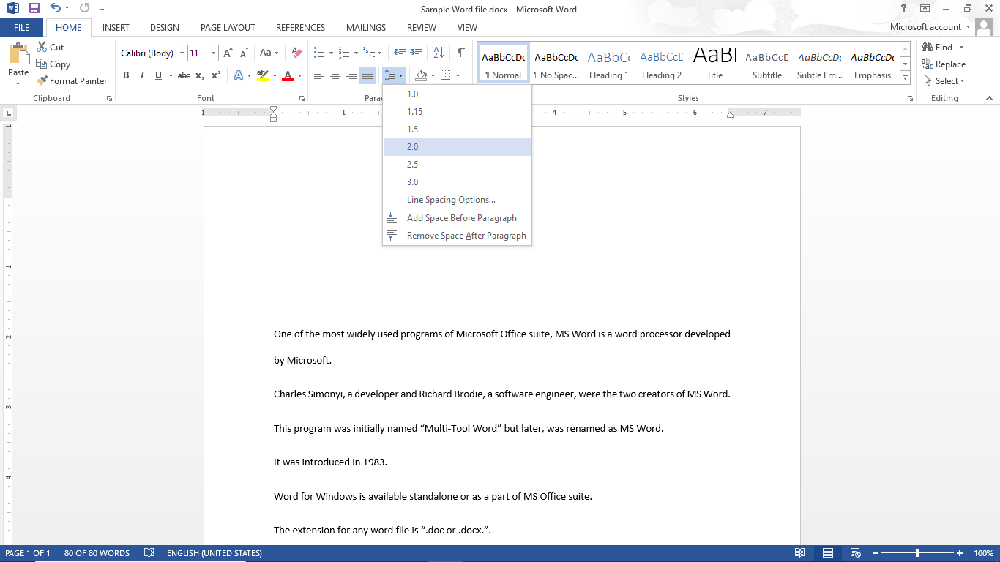 Sample Word file.docx - Microsoft Word
FILE HOME INSERT DESIGN PAGE LAYOUT REFERENCES MAILINGS REVIEW VIEW Microsoft account
Paste
Cut
Copy
Format Painter
Clipboard
Calibri (Body) 11
Font
Parag
AaBbCcDc AaBbCcDc AaBbCc AaBbCcD AaB AaBbCcD AaBbCcDc AaBbCcDc
¶ Normal ¶ No Spac... Heading 1 Heading 2 Title Subtitle Subtle Em... Emphasis
Styles
Find
Replace
Select
Editing
1 1 4 5 6 7
1.0
1.15
1.5
2.0
2.5
3.0
Line Spacing Options...
Add Space Before Paragraph
Remove Space After Paragraph
1
1
2
3
4
One of the most widely used programs of Microsoft Office suite, MS Word is a word processor developed
by Microsoft.
Charles Simonyi, a developer and Richard Brodie, a software engineer, were the two creators of MS Word.
This program was initially named “Multi-Tool Word” but later, was renamed as MS Word.
It was introduced in 1983.
Word for Windows is available standalone or as a part of MS Office suite.
The extension for any word file is “.doc or .docx.”.
PAGE 1 OF 1 80 OF 80 WORDS ENGLISH (UNITED STATES) 100%